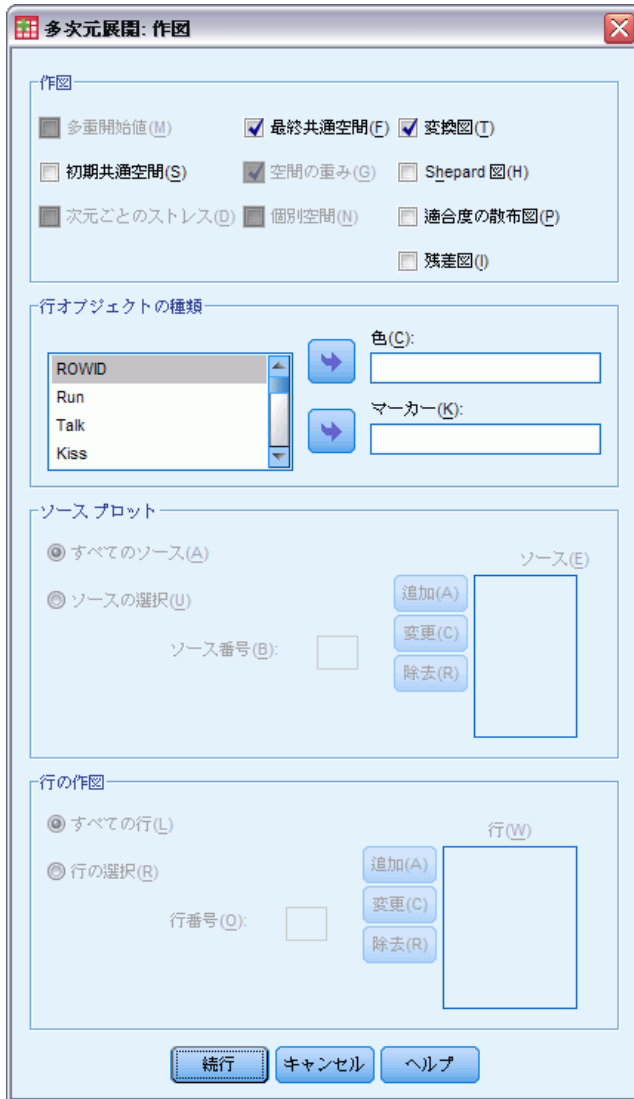 多次元展開: 作図
作図
多重開始値(M)
最終共通空間(F)
変換図(T)
初期共通空間(S)
空間の重み(G)
Shepard 図(H)
次元ごとのストレス(D)
個別空間(N)
適合度の散布図(P)
残差図(I)
行オブジェクトの種類
ROWID
Run
Talk
Kiss
色(C):
マーカー(K):
ソース プロット
すべてのソース(A)
ソースの選択(U)
ソース番号(B):
ソース(E)
追加(A)
変更(C)
除去(R)
行の作図
すべての行(L)
行の選択(R)
行番号(O):
行(W)
追加(A)
変更(C)
除去(R)
続行
キャンセル
ヘルプ